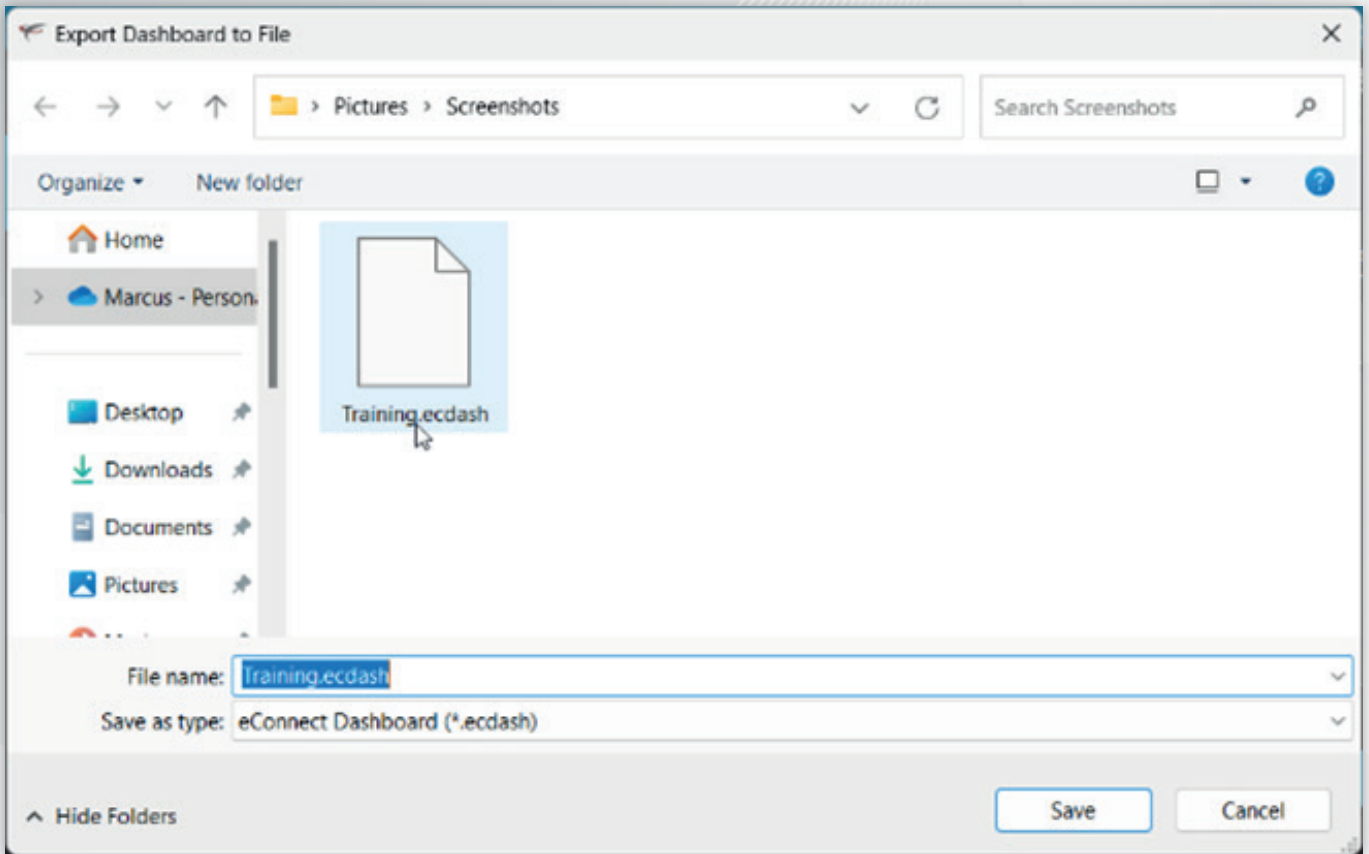 Export Dashboard to File
Pictures > Screenshots
Search Screenshots
Organize
New folder
?
Home
Marcus - Persona
Desktop
Downloads
Documents
Pictures
Training.ecdash
File name: Training.ecdash
Save as type: eConnect Dashboard (*.ecdash)
Hide Folders
Save
Cancel